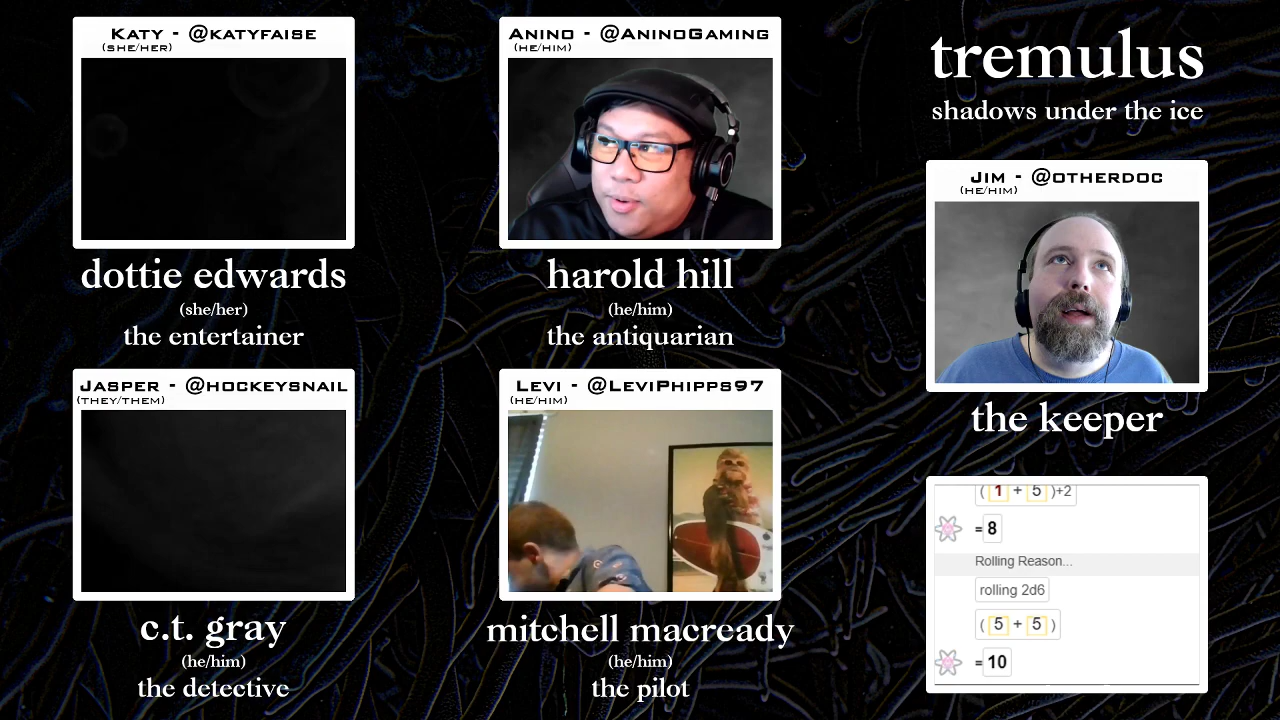 Katy - @katyfaise
(she/her)
dottie edwards
(she/her)
the entertainer
Anino - @AninoGaming
(he/him)
harold hill
(he/him)
the antiquarian
tremulus
shadows under the ice
Jim - @otherdoc
(he/him)
the keeper
Jasper - @hockeysnail
(they/them)
c.t. gray
(he/him)
the detective
Levi - @LeviPhipps97
(he/him)
mitchell macready
(he/him)
the pilot
( 1 + 5 )+2
=8
Rolling Reason...
rolling 2d6
( 5 + 5 )
=10